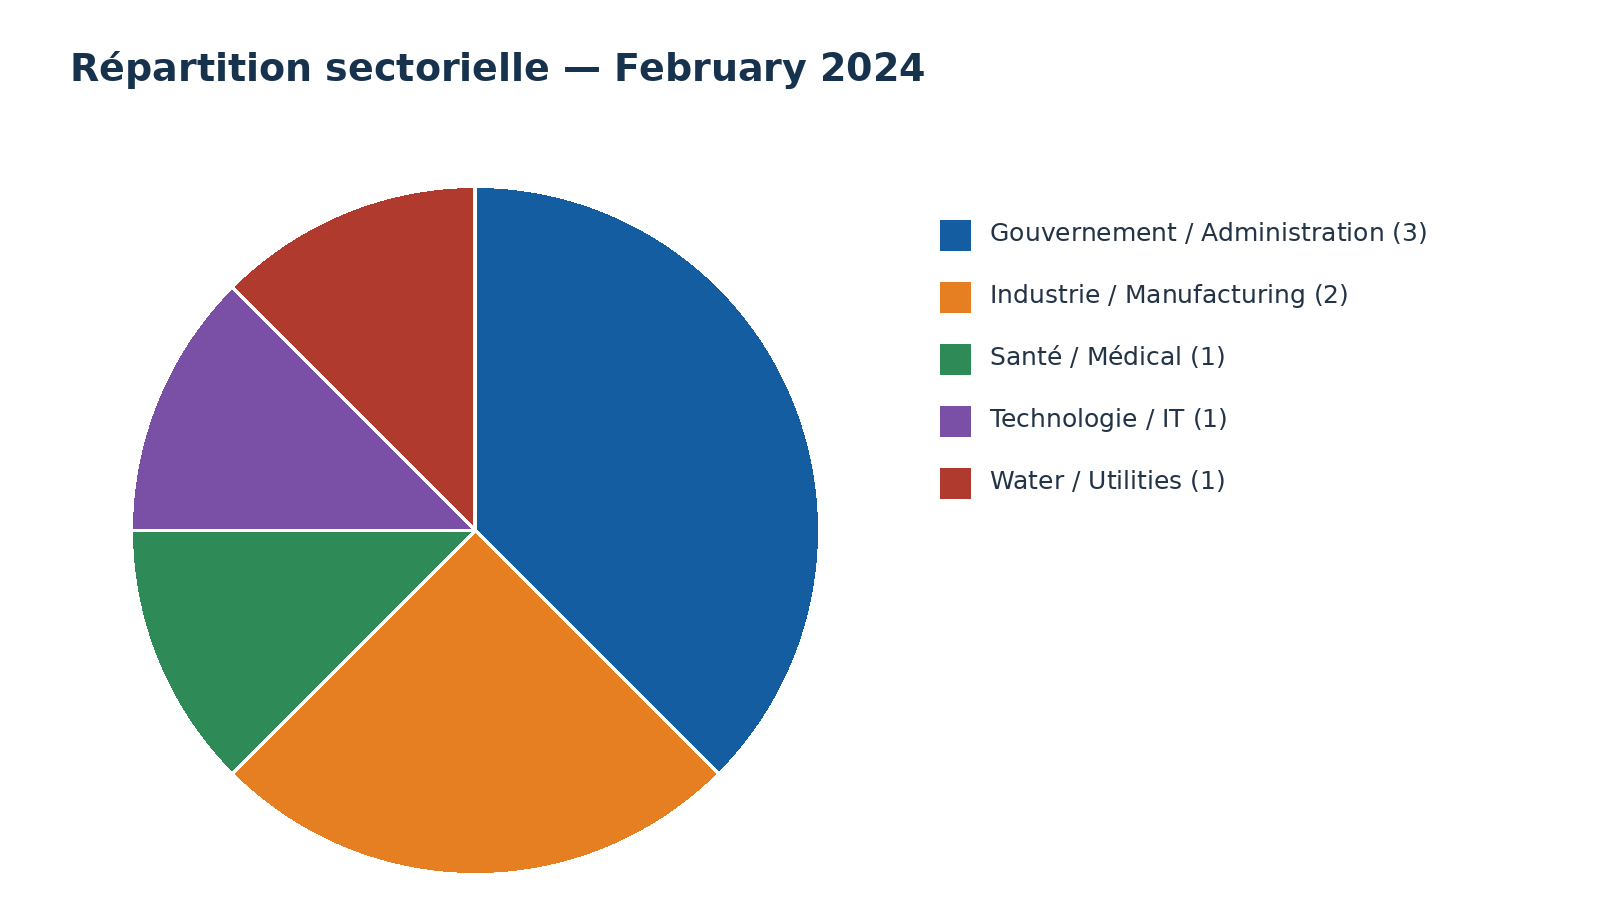 Répartition sectorielle — February 2024
Gouvernement / Administration (3)
Industrie / Manufacturing (2)
Santé / Médical (1)
Technologie / IT (1)
Water / Utilities (1)